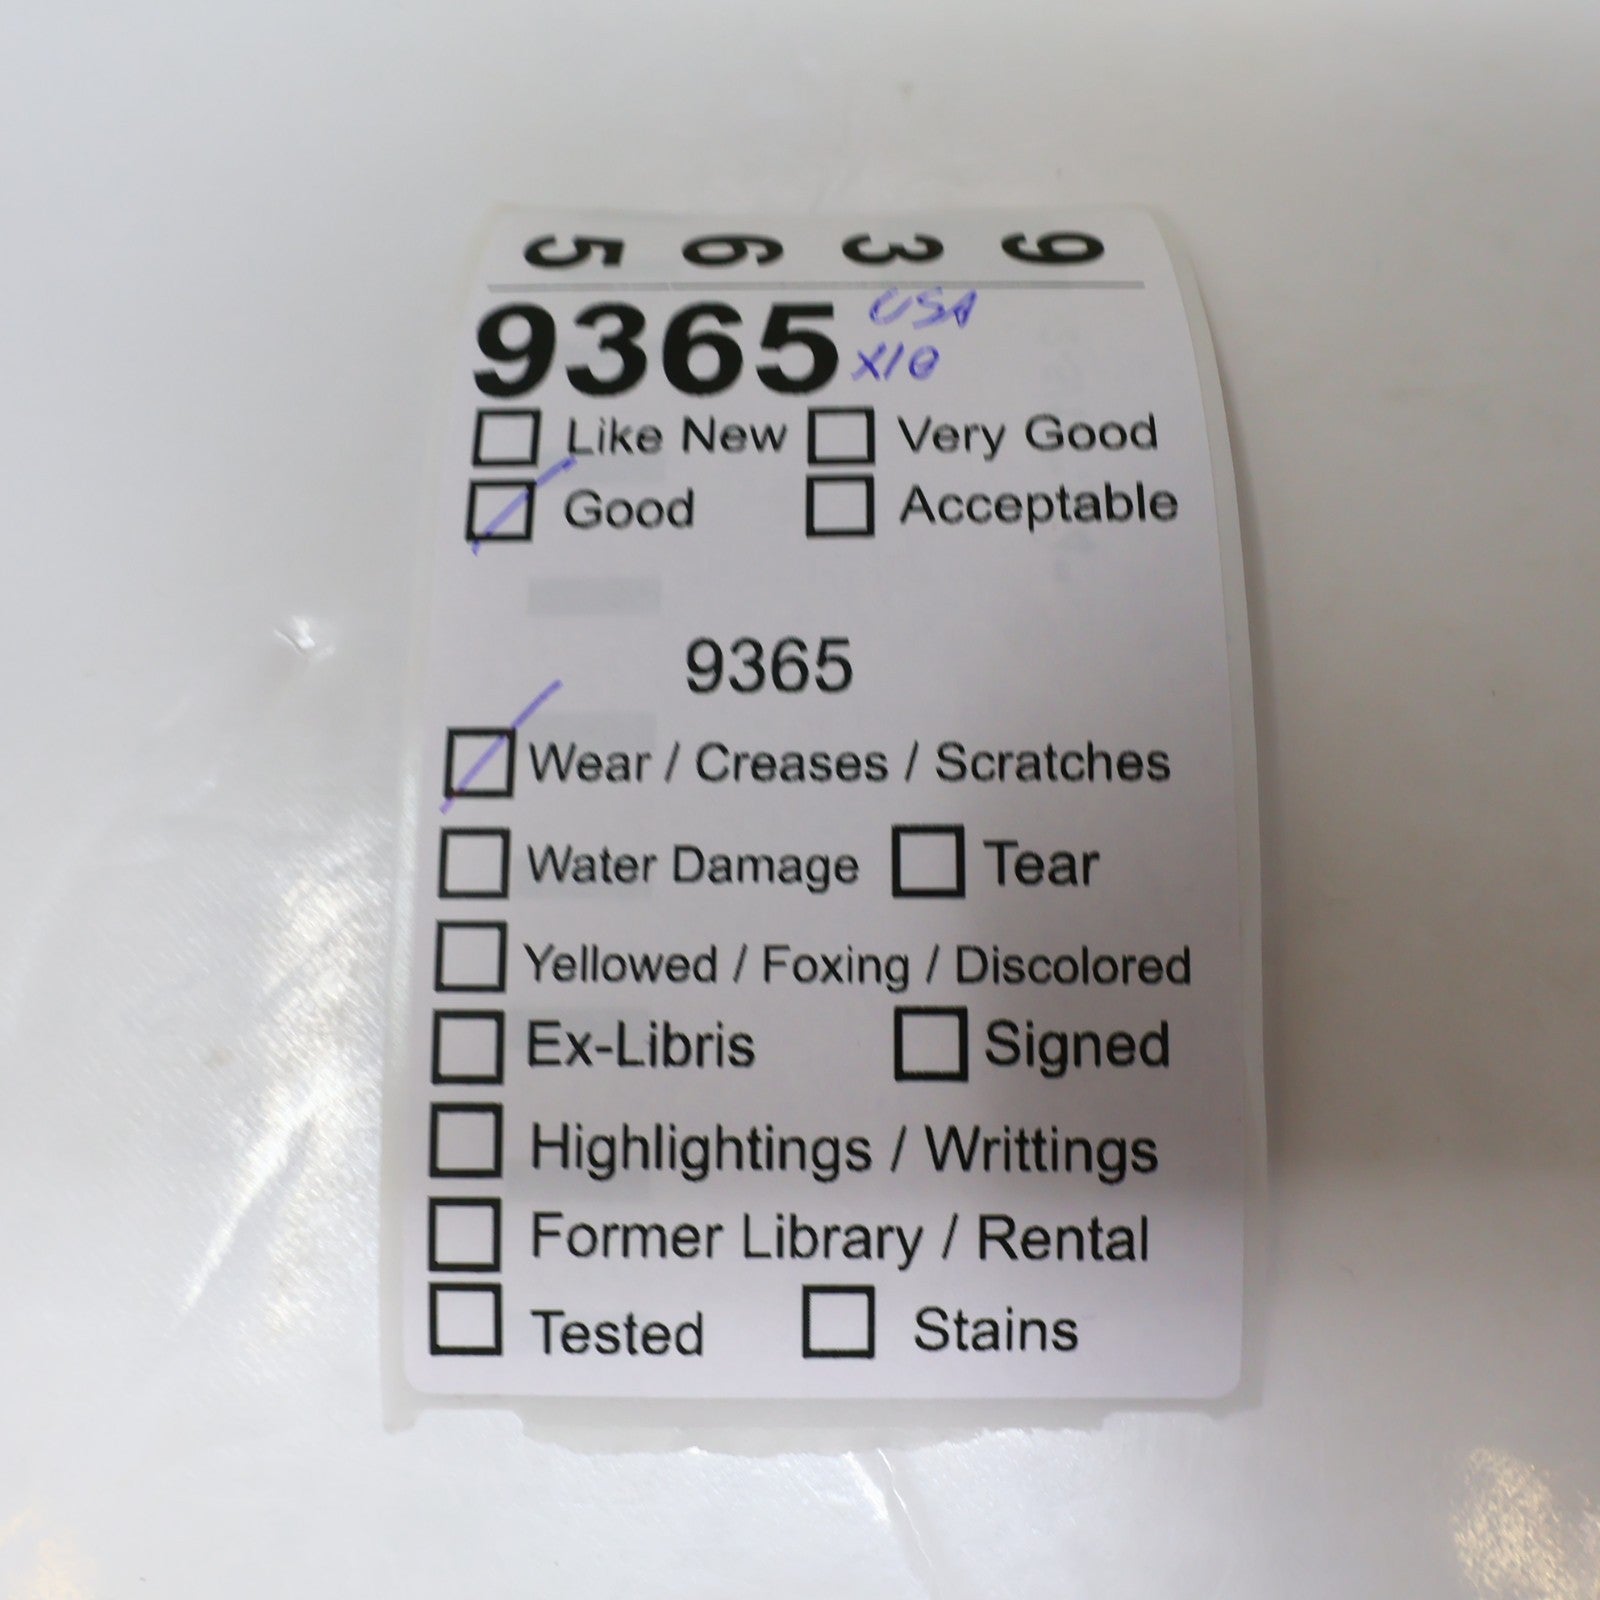 5 6 3 9
9365 USA
X10
Like New Very Good
Good Acceptable
9365
Wear / Creases / Scratches
Water Damage Tear
Yellowed / Foxing / Discolored
Ex-Libris Signed
Highlightings / Writtings
Former Library / Rental
Tested Stains